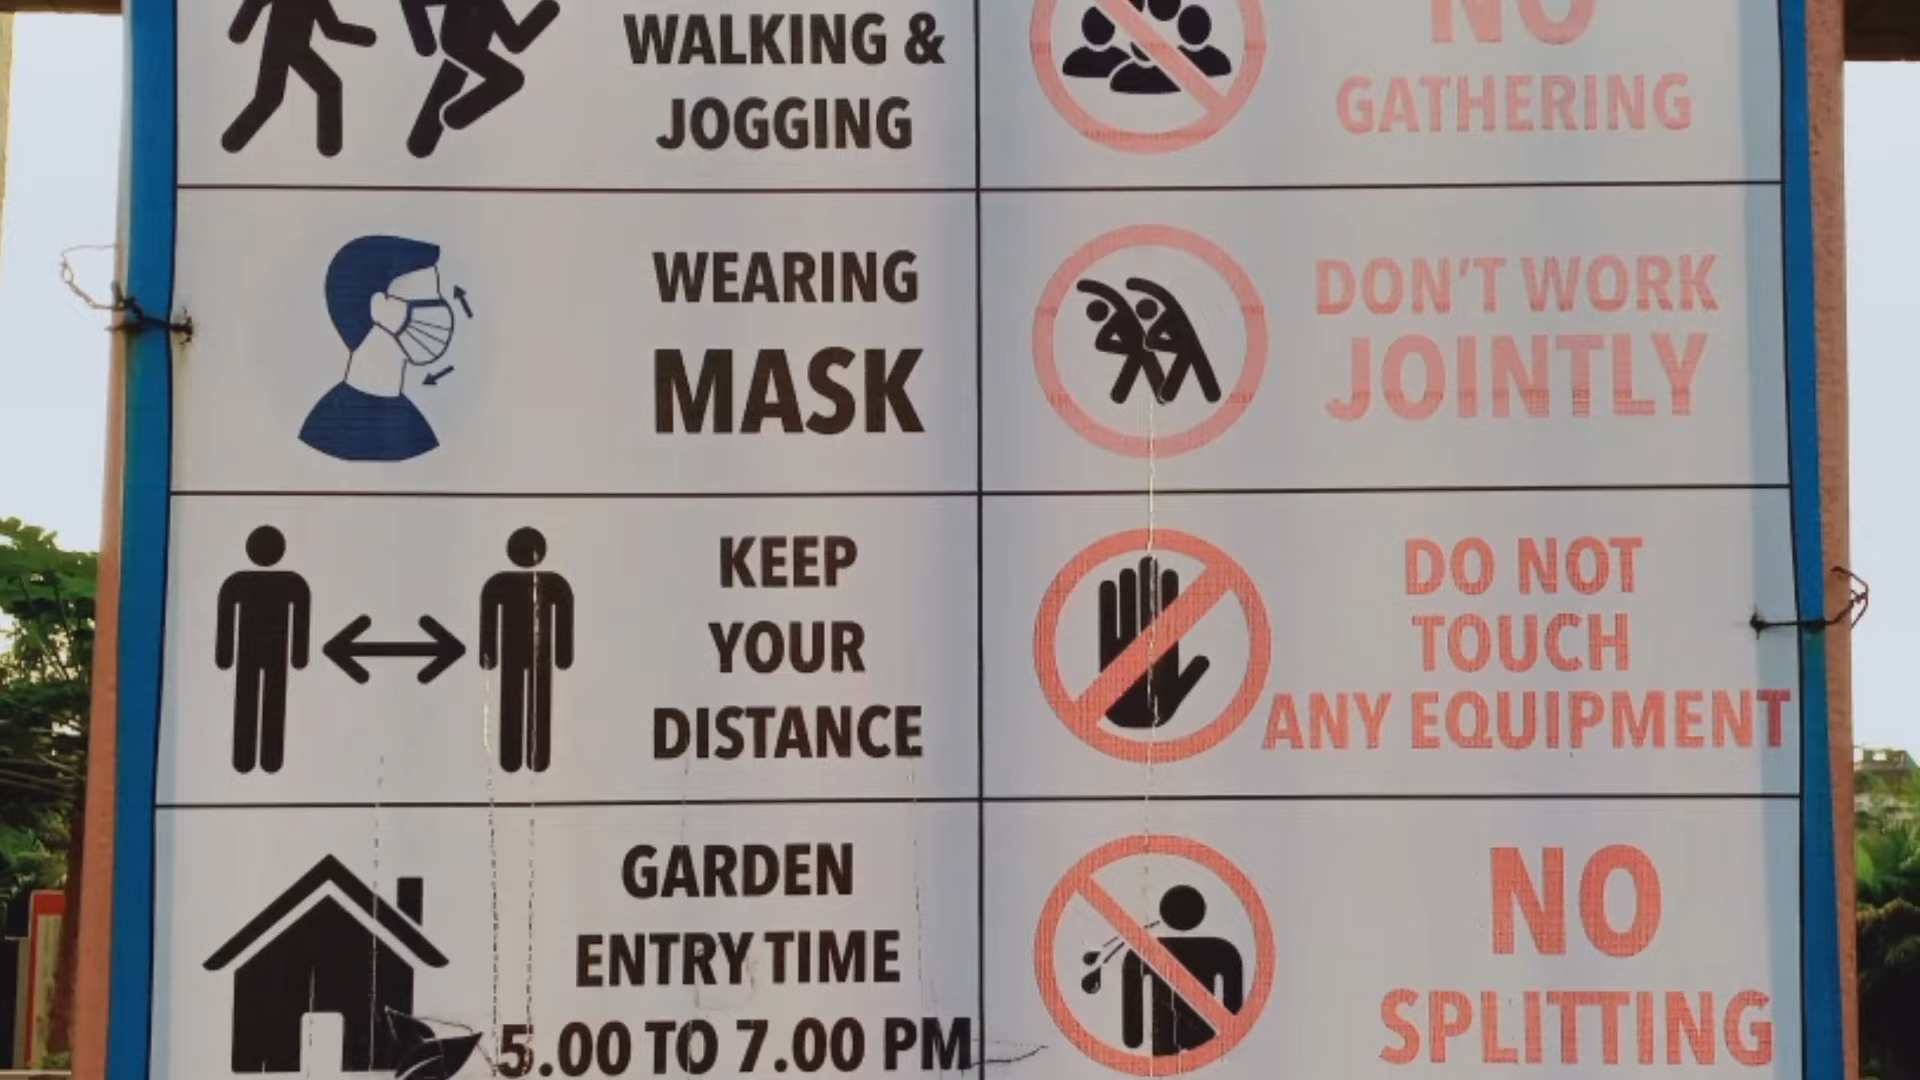 WALKING &
JOGGING
NO
GATHERING
WEARING
MASK
DON'T WORK
JOINTLY
KEEP
YOUR
DISTANCE
DO NOT
TOUCH
ANY EQUIPMENT
GARDEN
ENTRY TIME
5.00 TO 7.00 PM
NO
SPLITTING